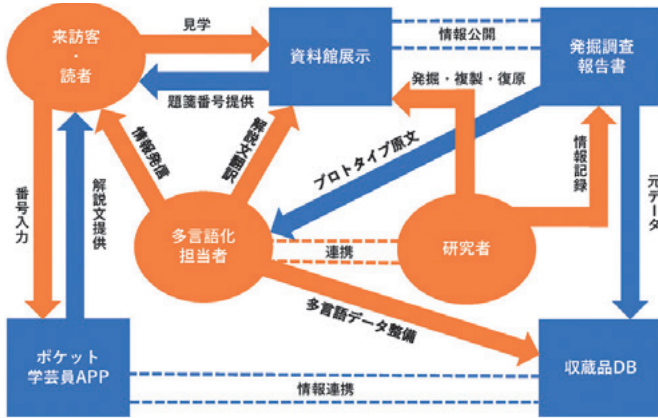 来訪客
・
読者
見学
資料館展示
情報公開
発掘調査
報告書
題箋番号提供
発掘・複製・復原
情報発信
解説文翻訳
プロトタイプ原文
情報記録
番号入力
解説文提供
多言語化
担当者
連携
研究者
元データ
多言語データ整備
ポケット
学芸員APP
情報連携
収蔵品DB